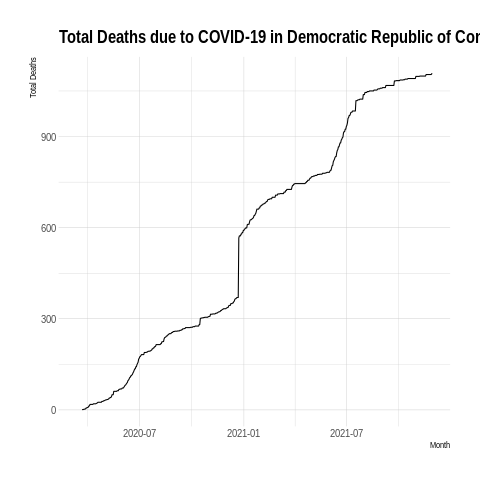 Total Deaths due to COVID-19 in Democratic Republic of Con
Total Deaths
900
600
300
0
2020-07
2021-01
2021-07
Month